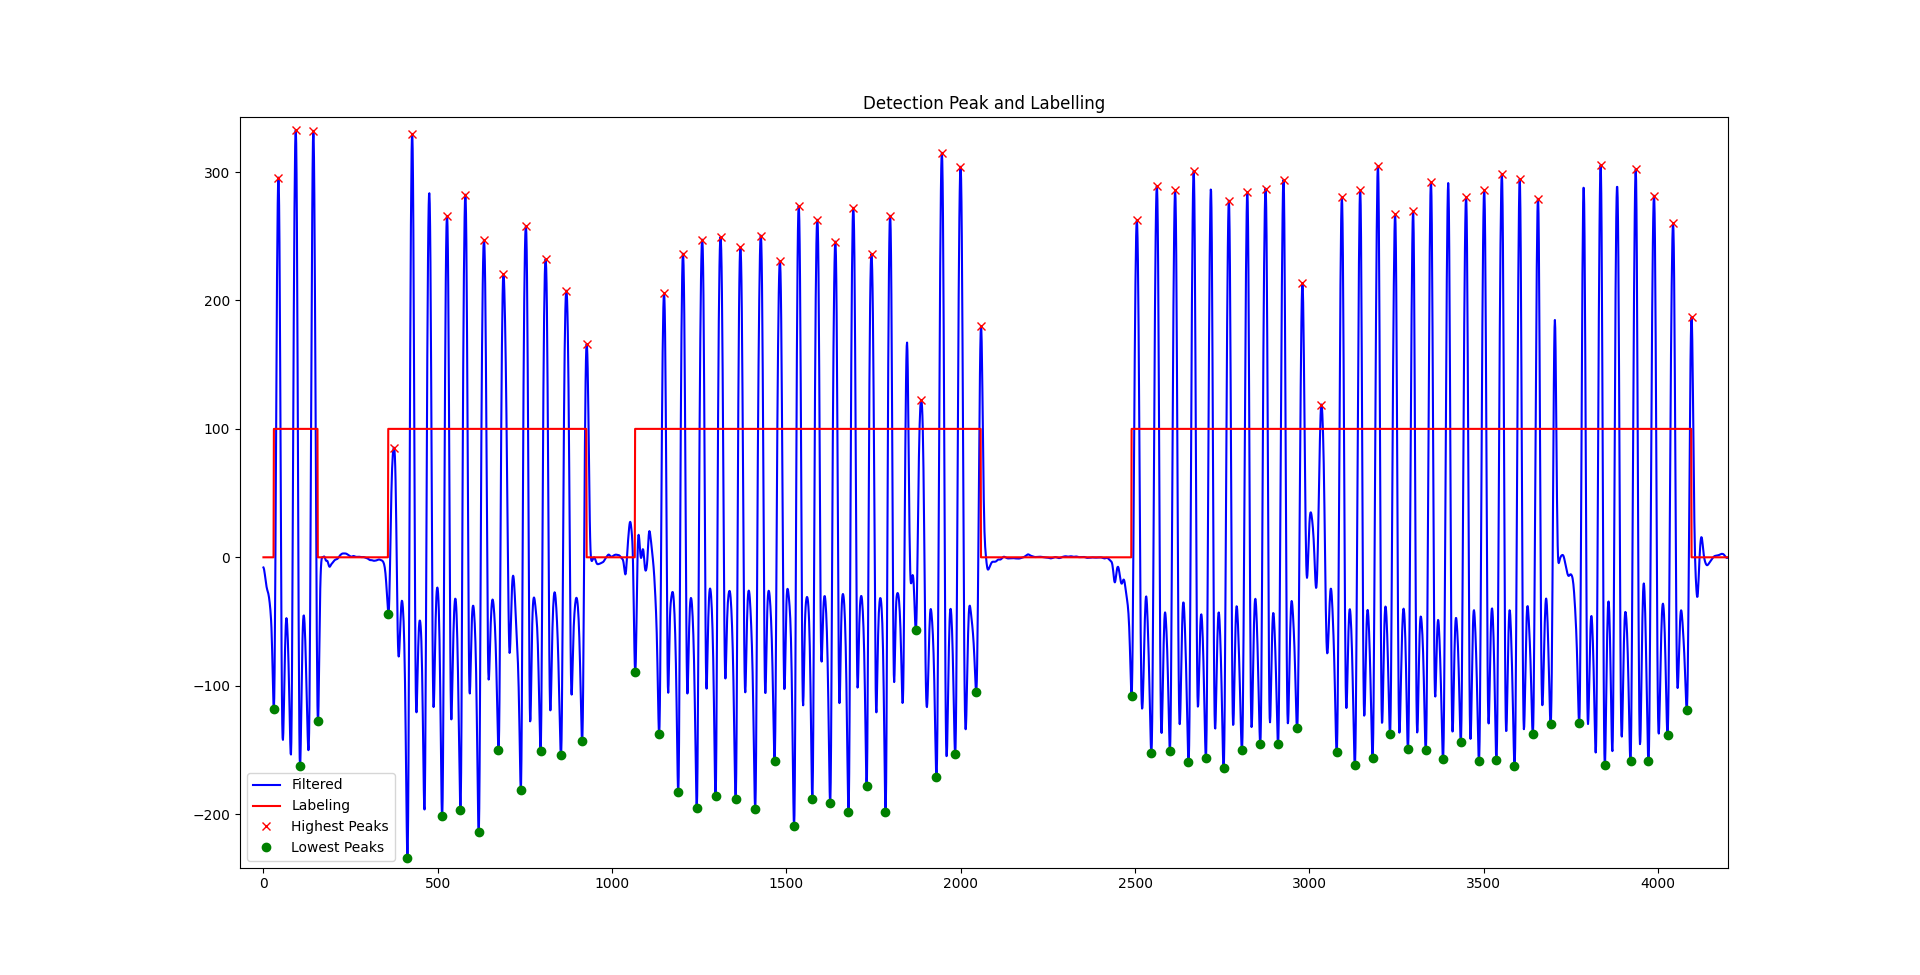 Detection Peak and Labelling
300
200
100
0
−100
−200
Filtered
Labeling
Highest Peaks
Lowest Peaks
0 500 1000 1500 2000 2500 3000 3500 4000